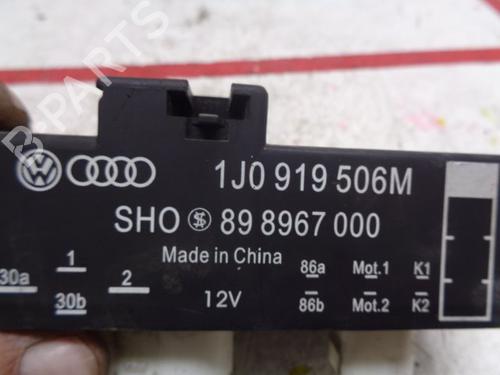 B-PARTS
1J0 919 506M
SHO 89 8967 000
Made in China
30a 1 2 86a Mot.1 K1
30b 12V 86b Mot.2 K2